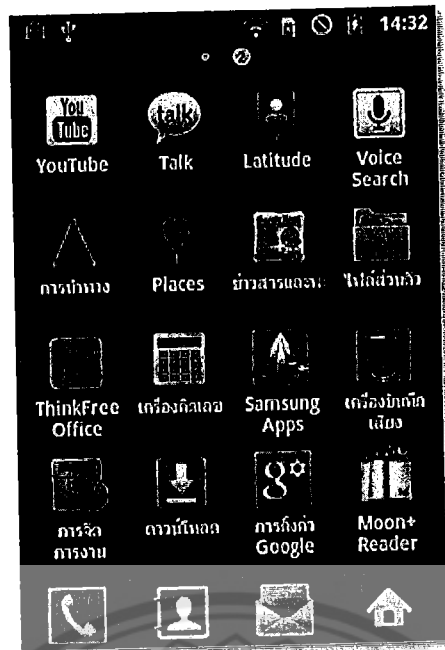 14:32
You
Tube
talk
YouTube
Talk
Latitude
Voice
Search
การนำทาง
Places
ข่าวสารและพ
ไฟล์ส่วนตัว
ThinkFree
Office
เครื่องคิดเลข
Samsung
Apps
เครื่องบันทึก
เสียง
g
การจัด
การงาน
ดาวน์โหลด
การตั้งค่า
Google
Moon+
Reader